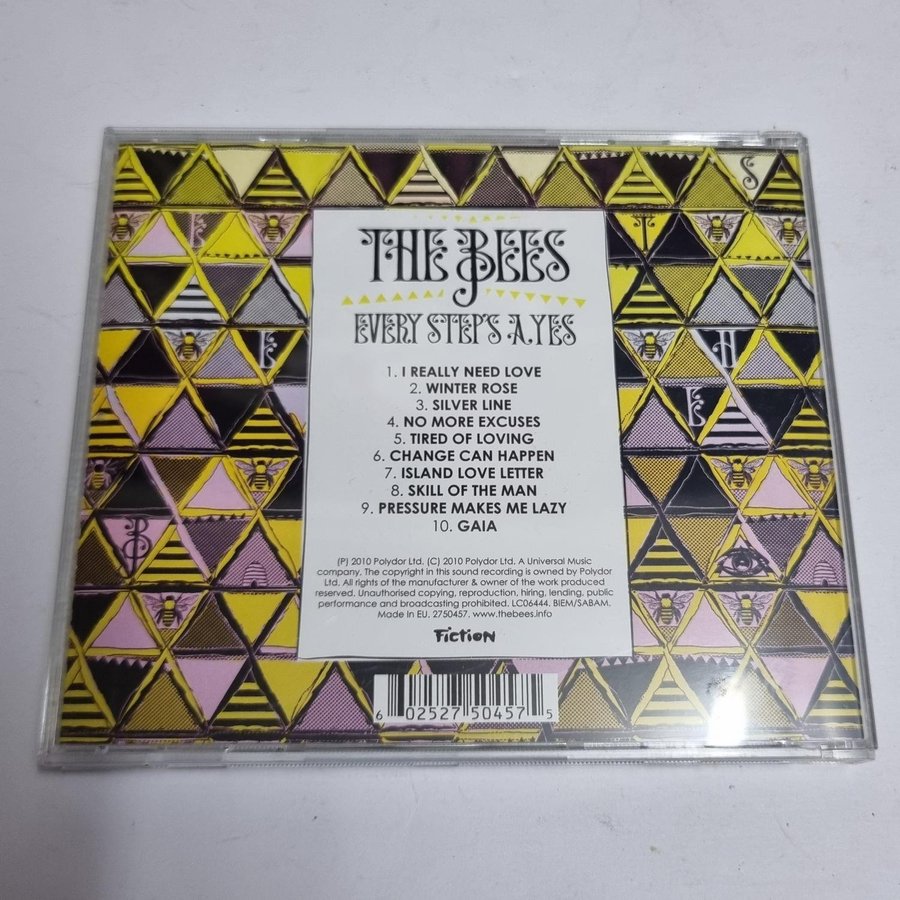 THE BEES
EVERY STEP'S A YES
1. I REALLY NEED LOVE
2. WINTER ROSE
3. SILVER LINE
4. NO MORE EXCUSES
5. TIRED OF LOVING
6. CHANGE CAN HAPPEN
7. ISLAND LOVE LETTER
8. SKILL OF THE MAN
9. PRESSURE MAKES ME LAZY
10. GAIA
(P) 2010 Polydor Ltd. (C) 2010 Polydor Ltd. A Universal Music
company. The copyright in this sound recording is owned by Polydor
Ltd. All rights of the manufacturer & owner of the work produced
reserved. Unauthorised copying, reproduction, hiring, lending, public
performance and broadcasting prohibited. LC06444. BIEM/SABAM.
Made in EU. 2750457. www.thebees.info
Fiction
6 02527 50457 5